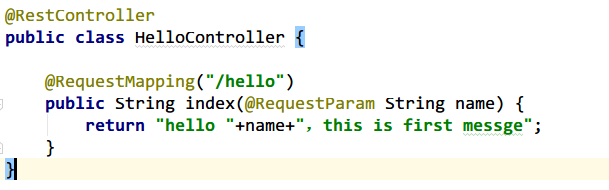 @RestController
public class HelloController {
@RequestMapping("/hello")
public String index(@RequestParam String name) {
return "hello "+name+"，this is first messge";
}
}